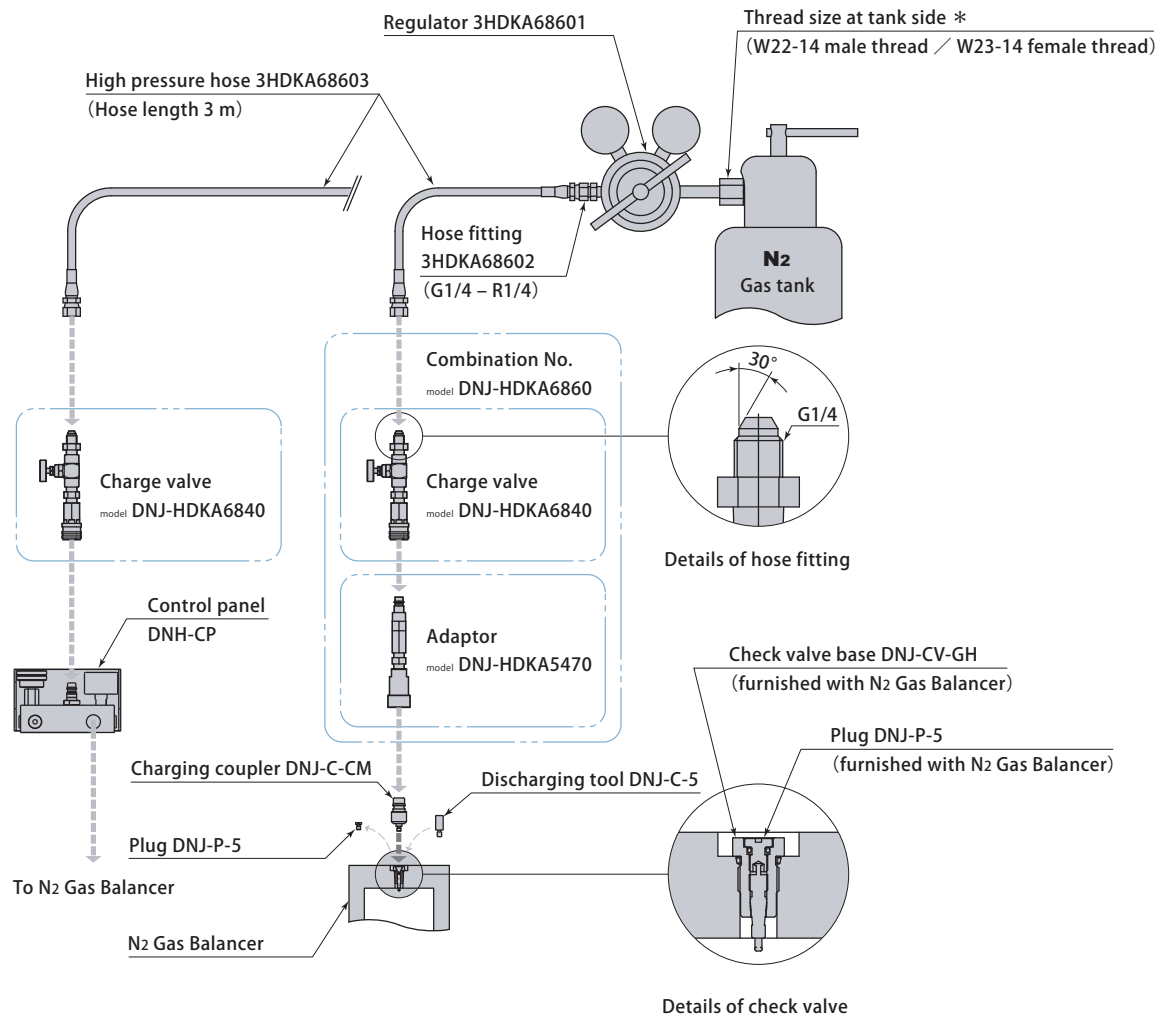 Regulator 3HDKA68601
Thread size at tank side *
(W22-14 male thread / W23-14 female thread)
High pressure hose 3HDKA68603
(Hose length 3 m)
Hose fitting
3HDKA68602
(G1/4 – R1/4)
N2
Gas tank
Combination No.
model DNJ-HDKA6860
30°
G1/4
Charge valve
model DNJ-HDKA6840
Charge valve
model DNJ-HDKA6840
Details of hose fitting
Control panel
DNH-CP
Adaptor
model DNJ-HDKA5470
Check valve base DNJ-CV-GH
(furnished with N2 Gas Balancer)
Plug DNJ-P-5
(furnished with N2 Gas Balancer)
Charging coupler DNJ-C-CM
Discharging tool DNJ-C-5
Plug DNJ-P-5
To N2 Gas Balancer
N2 Gas Balancer
Details of check valve